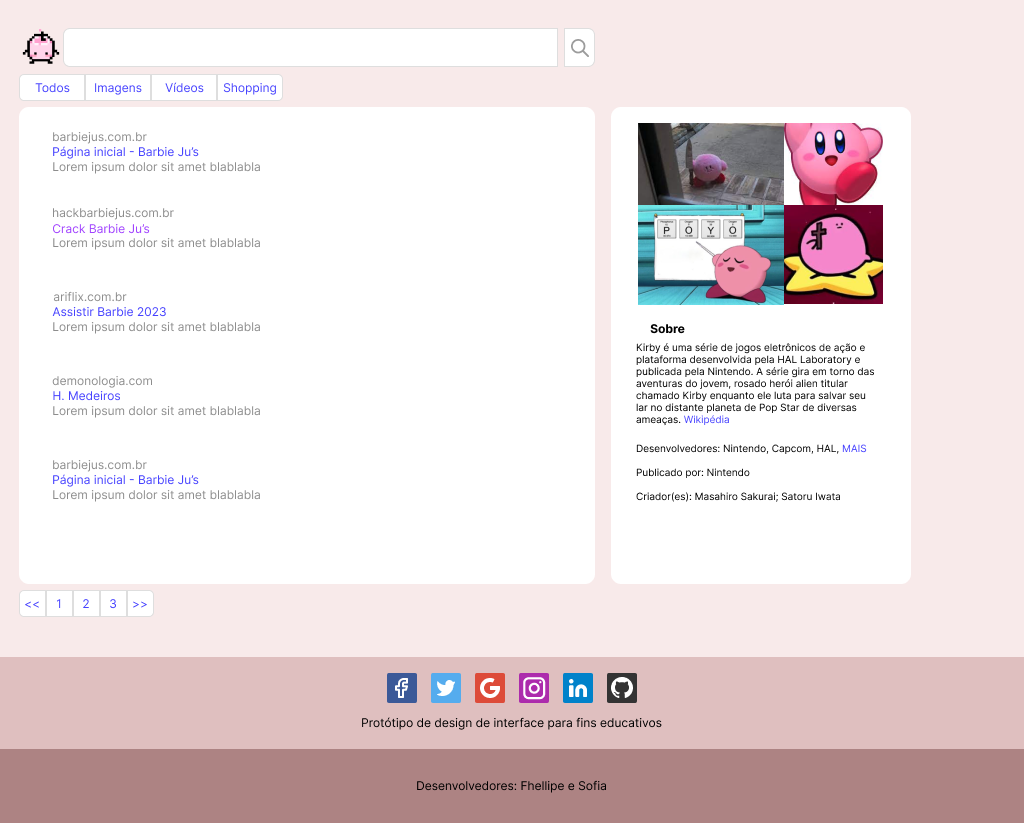 Todos Imagens Vídeos Shopping
barbiejus.com.br
Página inicial - Barbie Ju's
Lorem ipsum dolor sit amet blablabla
hackbarbiejus.com.br
Crack Barbie Ju's
Lorem ipsum dolor sit amet blablabla
ariflix.com.br
Assistir Barbie 2023
Lorem ipsum dolor sit amet blablabla
demonologia.com
H. Medeiros
Lorem ipsum dolor sit amet blablabla
barbiejus.com.br
Página inicial - Barbie Ju's
Lorem ipsum dolor sit amet blablabla
P O Y O
Sobre
Kirby é uma série de jogos eletrônicos de ação e
plataforma desenvolvida pela HAL Laboratory e
publicada pela Nintendo. A série gira em torno das
aventuras do jovem, rosado herói alien titular
chamado Kirby enquanto ele luta para salvar seu
lar no distante planeta de Pop Star de diversas
ameaças. Wikipédia
Desenvolvedores: Nintendo, Capcom, HAL, MAIS
Publicado por: Nintendo
Criador(es): Masahiro Sakurai; Satoru Iwata
<< 1 2 3 >>
Protótipo de design de interface para fins educativos
Desenvolvedores: Fhellipe e Sofia